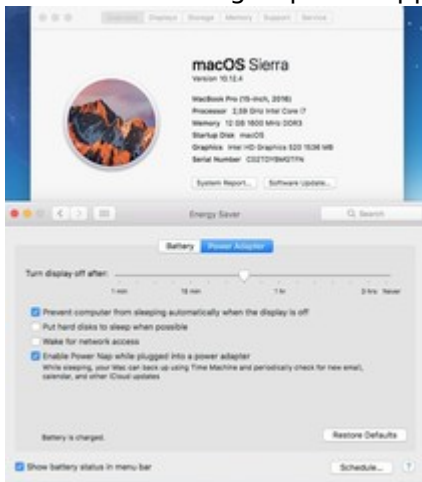 Overview Displays Storage Memory Support Service
macOS Sierra
Version 10.12.4
MacBook Pro (15-inch, 2016)
Processor 2,59 GHz Intel Core i7
Memory 12 GB 1600 MHz DDR3
Startup Disk macOS
Graphics Intel HD Graphics 520 1536 MB
Serial Number
System Report...
Software Update...
Energy Saver
Search
Battery Power Adapter
Turn display off after:
1 min 15 min 1 hr 3 hrs Never
Prevent computer from sleeping automatically when the display is off
Put hard disks to sleep when possible
Wake for network access
Enable Power Nap while plugged into a power adapter
While sleeping, your Mac can back up using Time Machine and periodically check for new email,
calendar, and other iCloud updates
Battery is charged.
Restore Defaults
Show battery status in menu bar
Schedule...
?